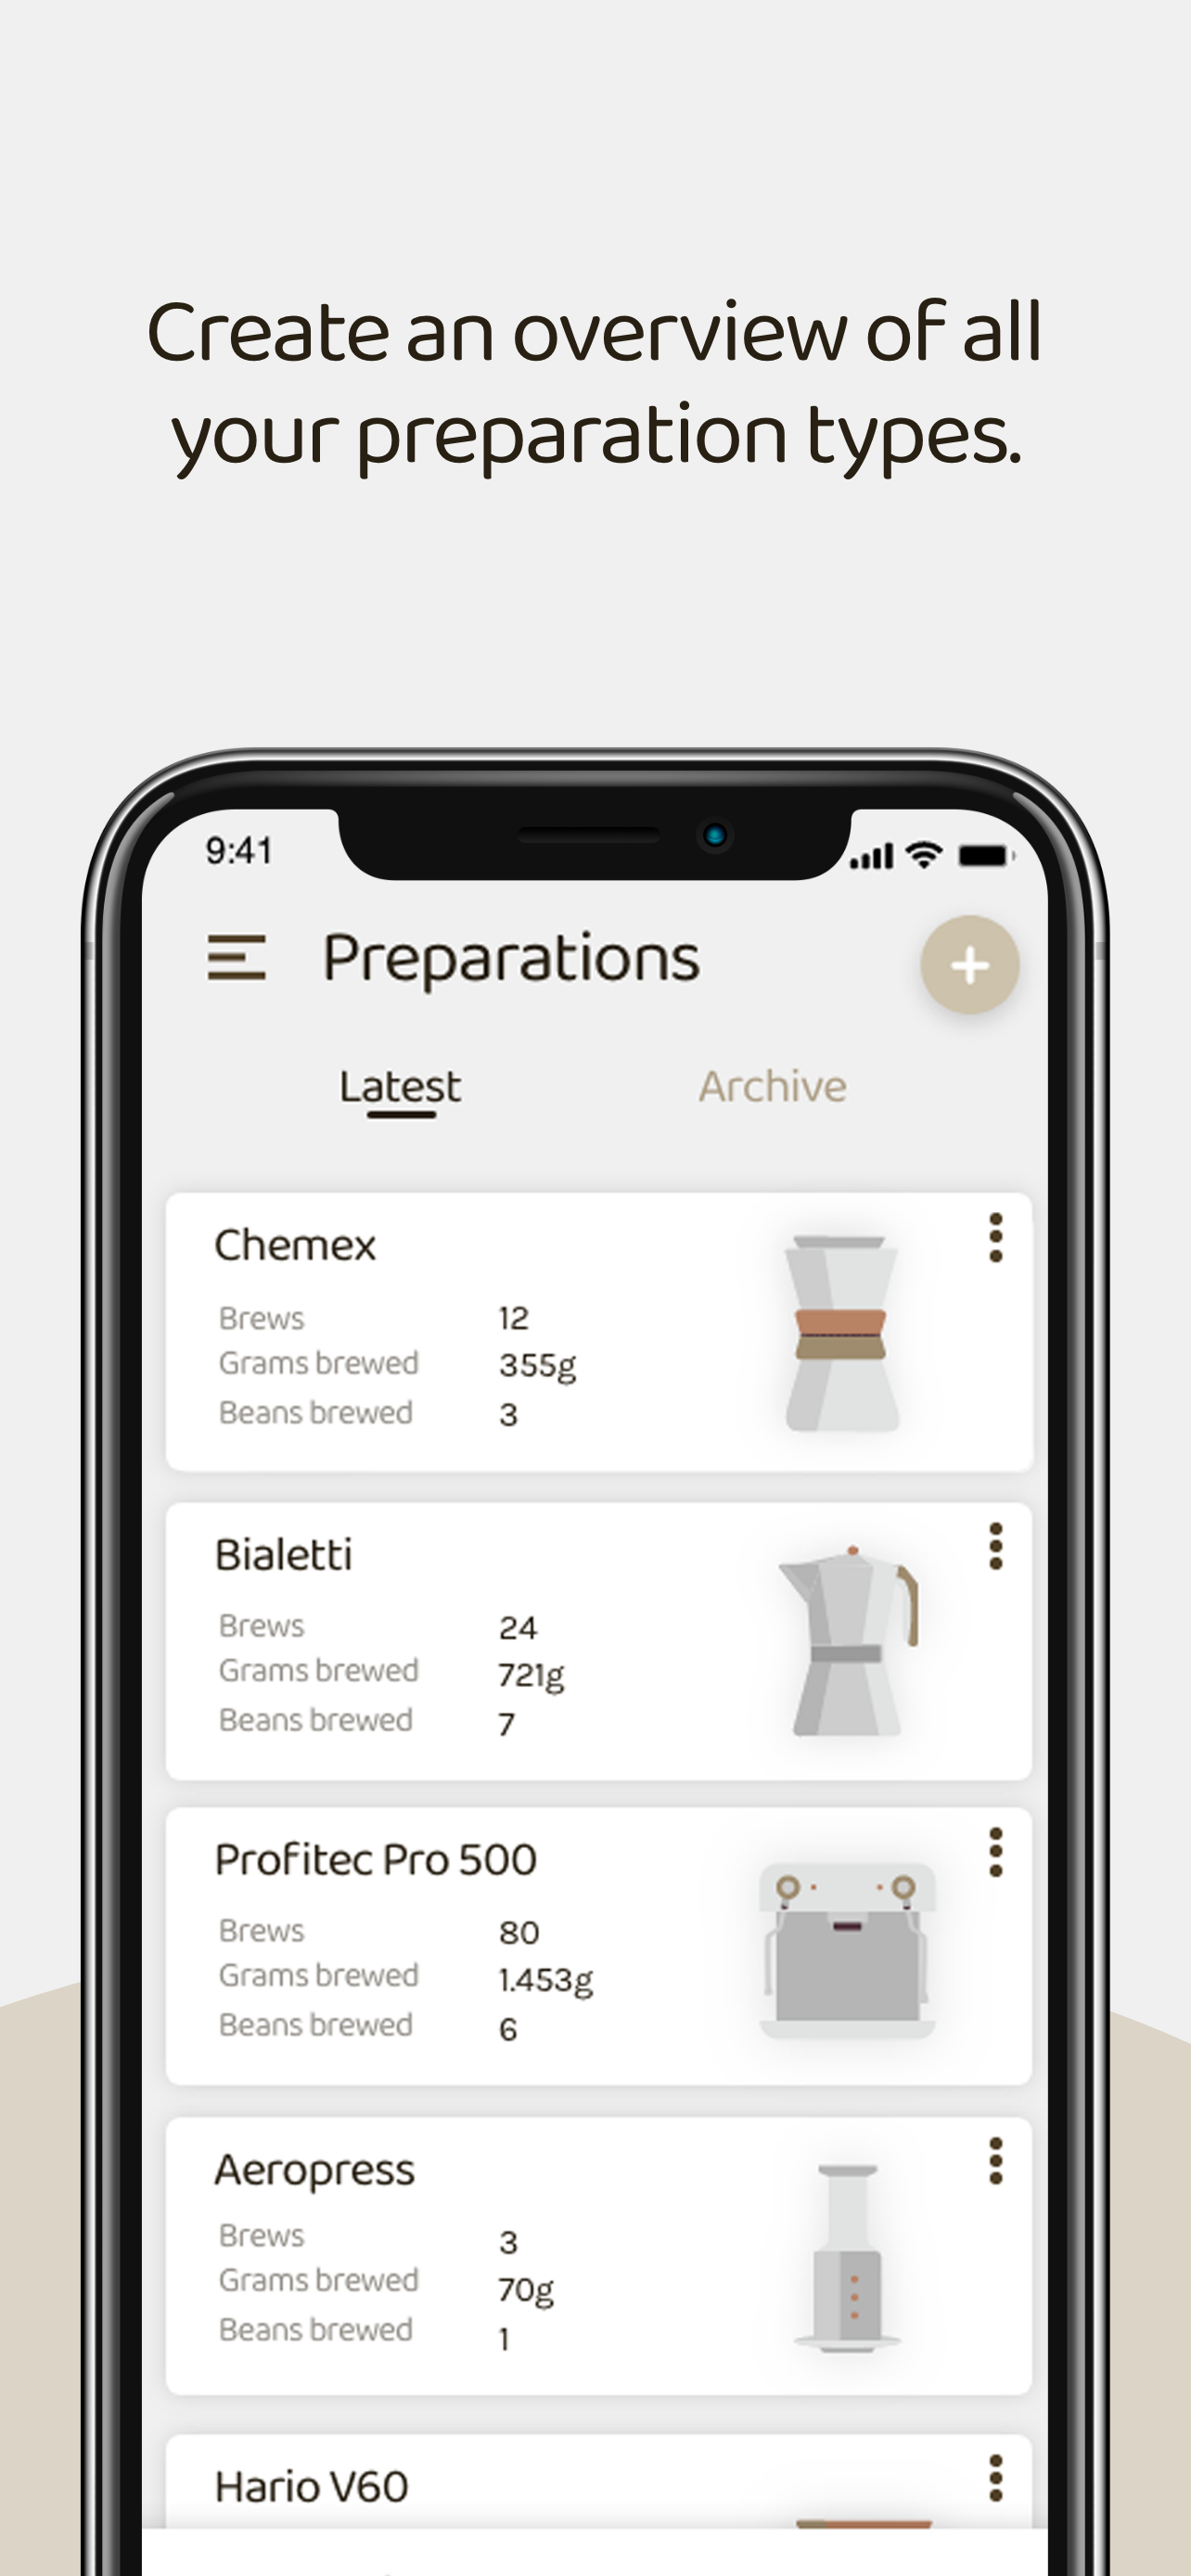 Create an overview of all
your preparation types.
9:41
Preparations
Latest Archive
Chemex
Brews 12
Grams brewed 355g
Beans brewed 3
Bialetti
Brews 24
Grams brewed 721g
Beans brewed 7
Profitec Pro 500
Brews 80
Grams brewed 1.453g
Beans brewed 6
Aeropress
Brews 3
Grams brewed 70g
Beans brewed 1
Hario V60